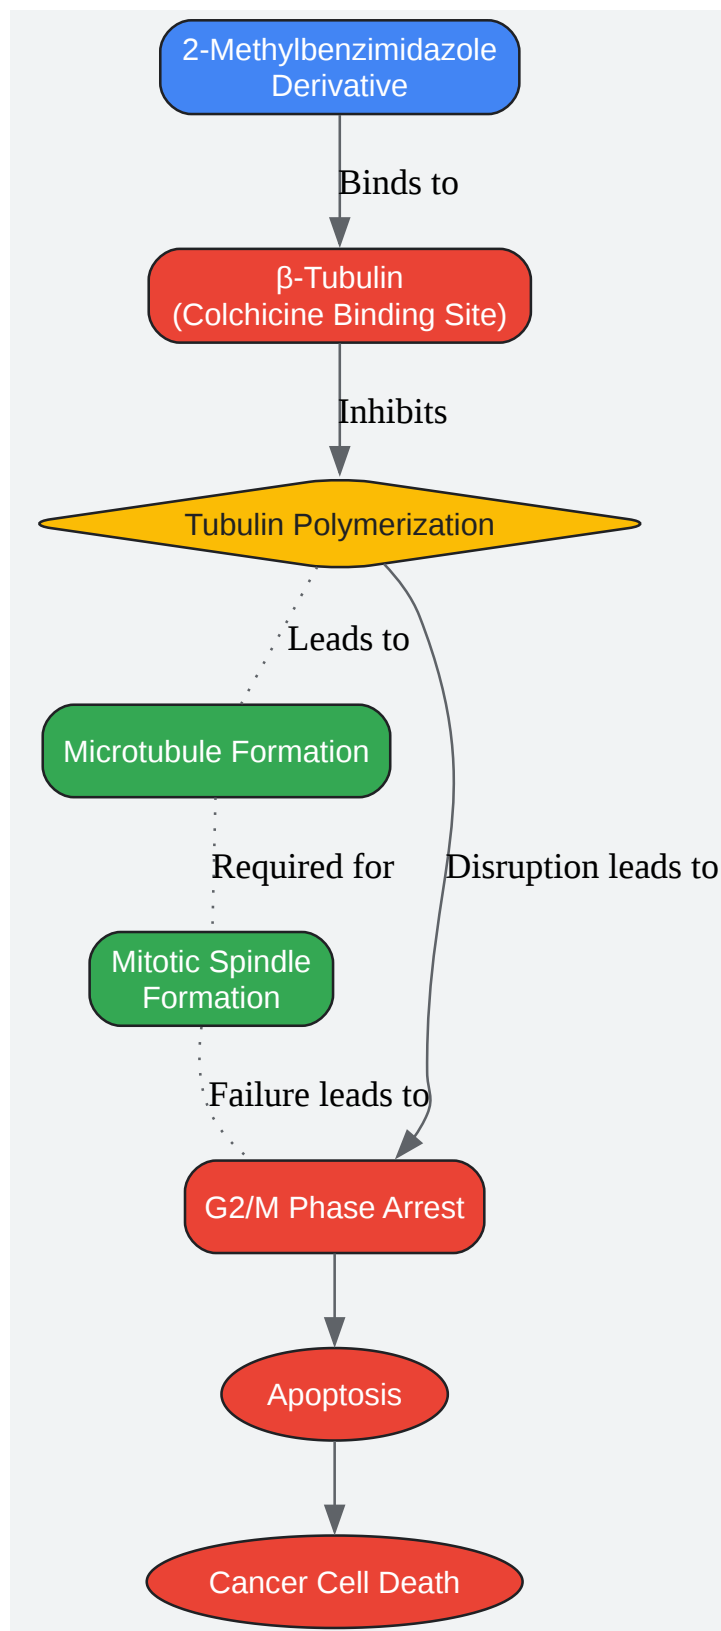 2-Methylbenzimidazole
Derivative
Binds to
β-Tubulin
(Colchicine Binding Site)
Inhibits
Tubulin Polymerization
Leads to
Microtubule Formation
Required for
Disruption leads to
Mitotic Spindle
Formation
Failure leads to
G2/M Phase Arrest
Apoptosis
Cancer Cell Death